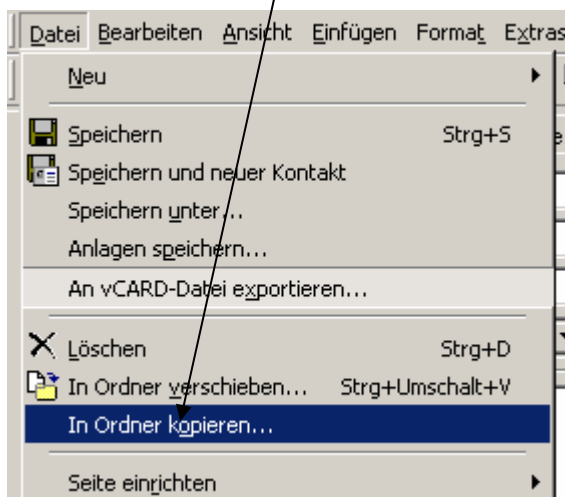 Datei Bearbeiten Ansicht Einfügen Format Extras
Neu
Speichern Strg+S
Speichern und neuer Kontakt
Speichern unter...
Anlagen speichern...
An vCARD-Datei exportieren...
Löschen Strg+D
In Ordner verschieben... Strg+Umschalt+V
In Ordner kopieren...
Seite einrichten